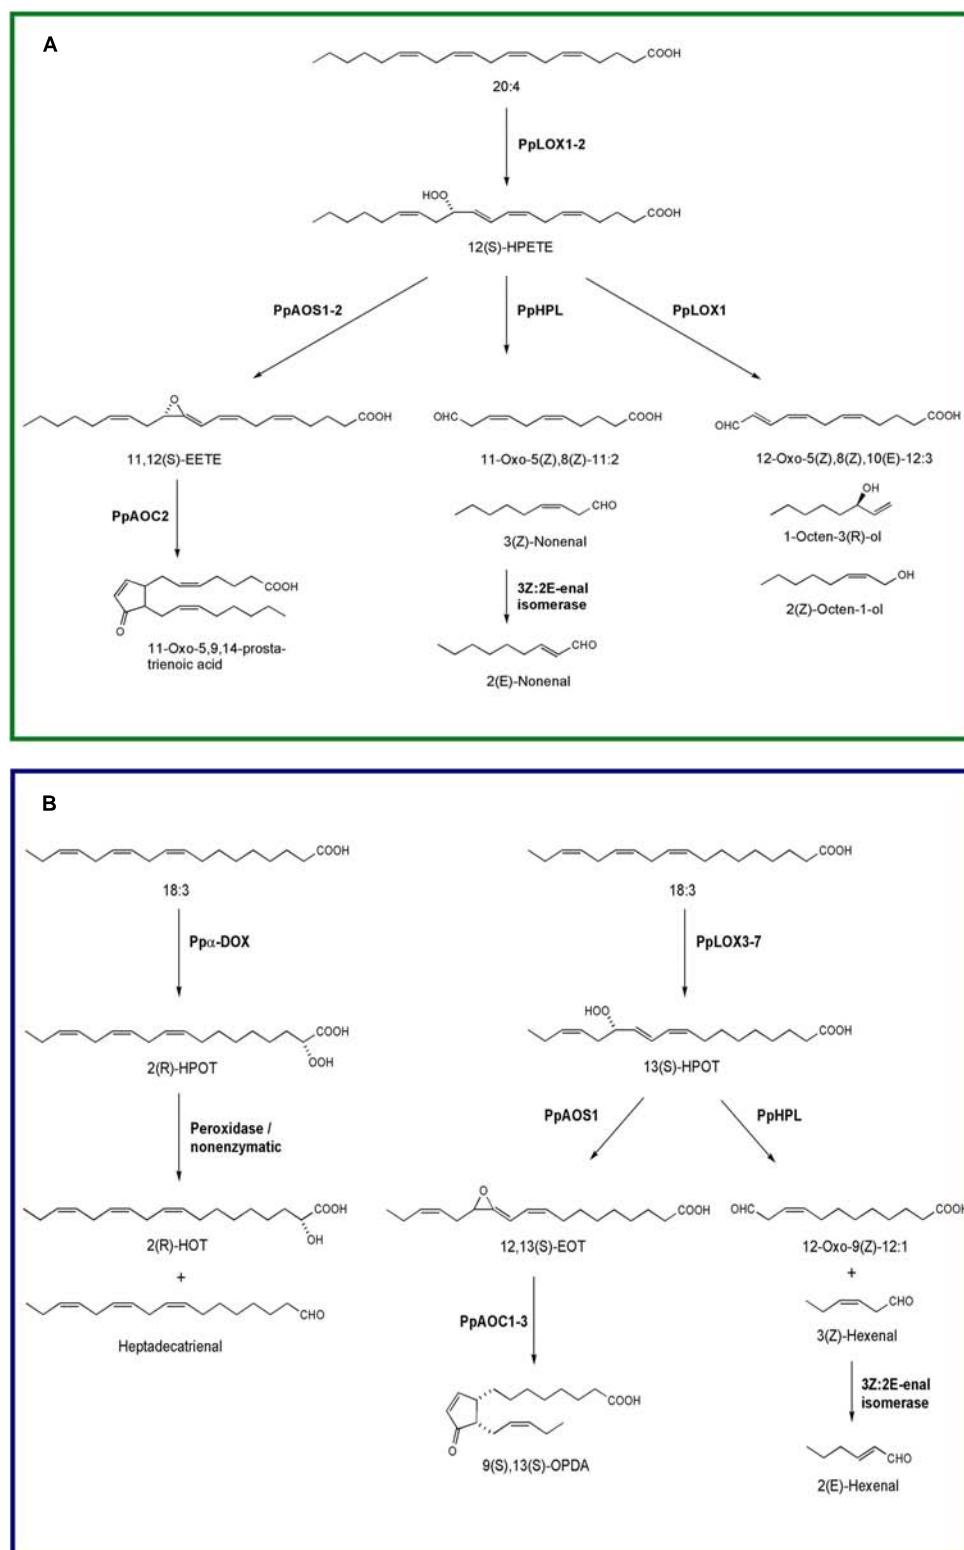 A
COOH
20:4
PpLOX1-2
HOO
COOH
12(S)-HPETE
PpAOS1-2
PpHPL
PpLOX1
O
COOH
OHC
COOH
OHC
COOH
11,12(S)-EETE
11-Oxo-5(Z),8(Z)-11:2
12-Oxo-5(Z),8(Z),10(E)-12:3
PpAOC2
CHO
3(Z)-Nonenal
OH
1-Octen-3(R)-ol
COOH
O
11-Oxo-5,9,14-prosta-
trienoic acid
3Z:2E-enal
isomerase
OH
2(Z)-Octen-1-ol
CHO
2(E)-Nonenal
B
COOH
18:3
COOH
18:3
Ppα-DOX
PpLOX3-7
COOH
OOH
2(R)-HPOT
HOO
COOH
13(S)-HPOT
Peroxidase /
nonenzymatic
PpAOS1
PpHPL
COOH
OH
2(R)-HOT
+
CHO
Heptadecatrienal
O
COOH
12,13(S)-EOT
OHC
COOH
12-Oxo-9(Z)-12:1
+
CHO
3(Z)-Hexenal
PpAOC1-3
3Z:2E-enal
isomerase
COOH
O
9(S),13(S)-OPDA
CHO
2(E)-Hexenal